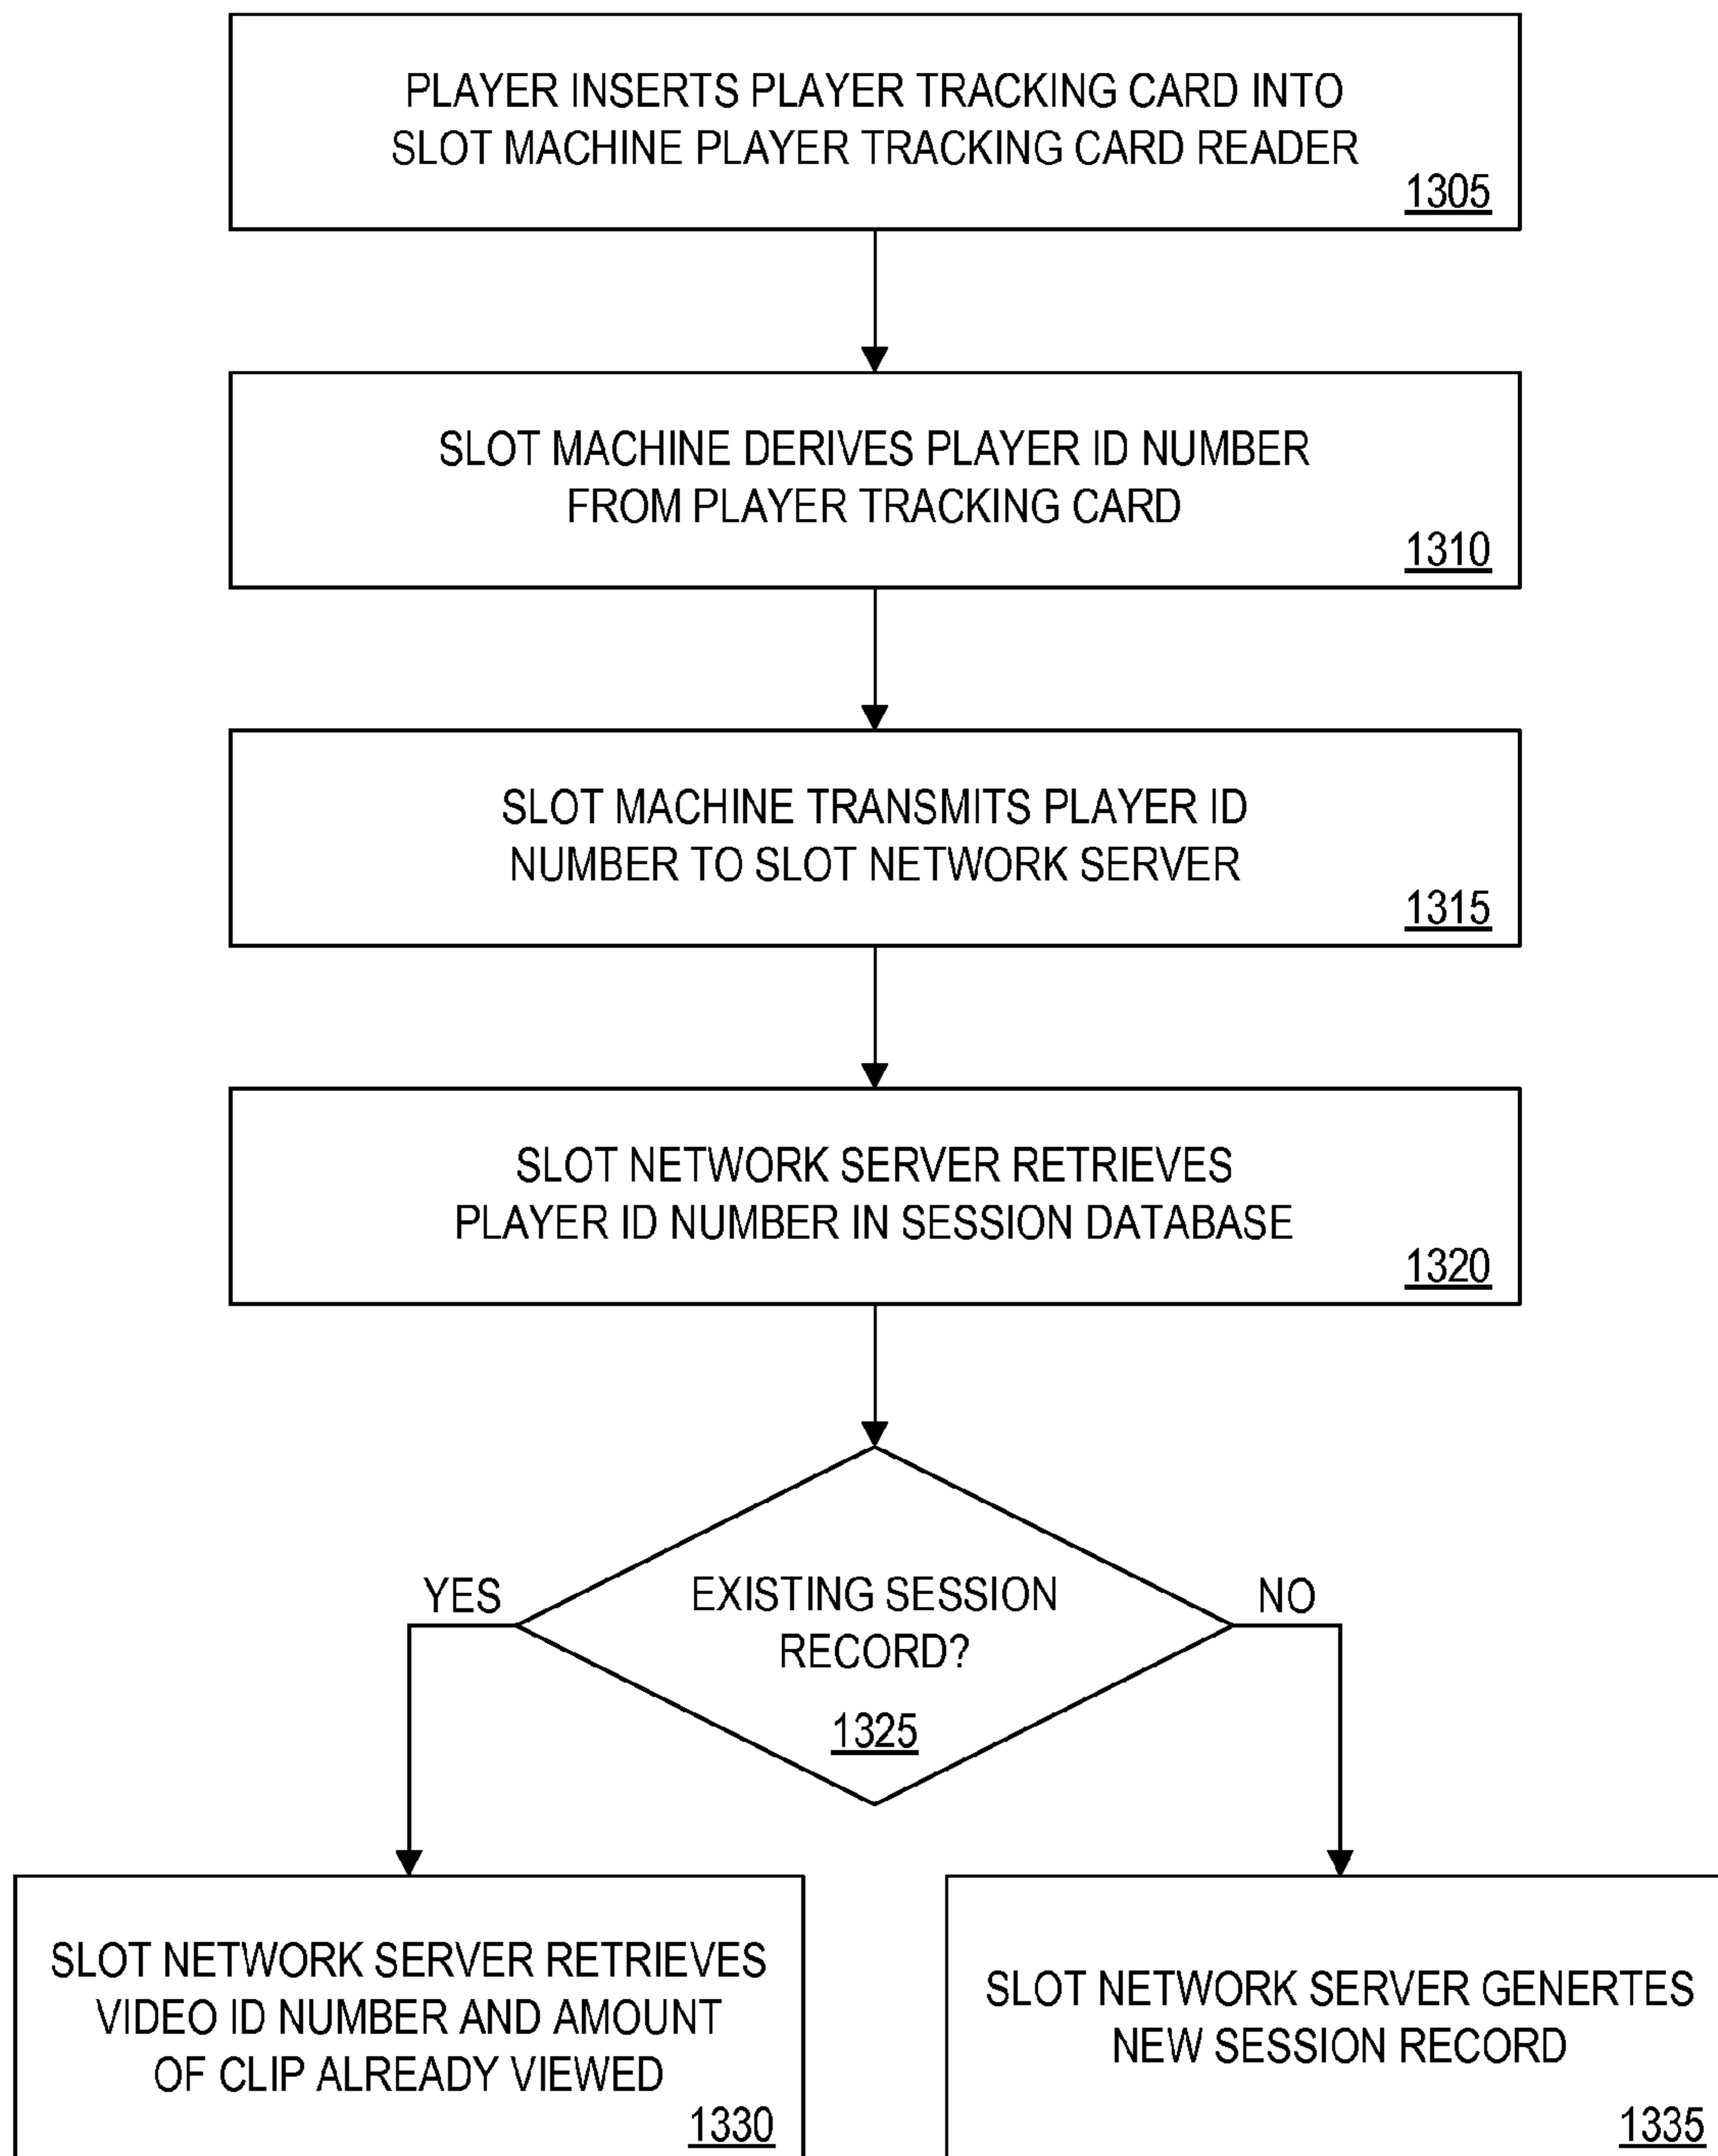 PLAYER INSERTS PLAYER TRACKING CARD INTO
SLOT MACHINE PLAYER TRACKING CARD READER
1305
SLOT MACHINE DERIVES PLAYER ID NUMBER
FROM PLAYER TRACKING CARD
1310
SLOT MACHINE TRANSMITS PLAYER ID
NUMBER TO SLOT NETWORK SERVER
1315
SLOT NETWORK SERVER RETRIEVES
PLAYER ID NUMBER IN SESSION DATABASE
1320
YES
EXISTING SESSION
RECORD?
1325
NO
SLOT NETWORK SERVER RETRIEVES
VIDEO ID NUMBER AND AMOUNT
OF CLIP ALREADY VIEWED
1330
SLOT NETWORK SERVER GENERTES
NEW SESSION RECORD
1335